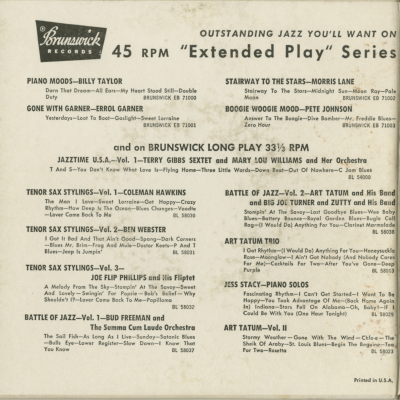 Brunswick
RECORDS
OUTSTANDING JAZZ YOU'LL WANT ON
45 RPM "Extended Play" Series
PIANO MOODS—BILLY TAYLOR
Darn That Dream—All Ears—My Heart Stood Still—Double
Duty BRUNSWICK EB 71000
GONE WITH GARNER—ERROL GARNER
Yesterdays—Loot To Boot—Gaslight—Sweet Lorraine
BRUNSWICK EB 71001
STAIRWAY TO THE STARS—MORRIS LANE
Stairway To The Stars—Midnight Sun—Moon Ray—Pale
Moon BRUNSWICK EB 71002
BOOGIE WOOGIE MOOD—PETE JOHNSON
Answer To The Boogie—Dive Bomber—Mr. Freddie Blues—
Zero Hour BRUNSWICK EB 71003
and on BRUNSWICK LONG PLAY 33⅓ RPM
JAZZTIME U.S.A.—Vol. 1—TERRY GIBBS SEXTET and MARY LOU WILLIAMS and Her Orchestra
T and S—You Don't Know What Love Is—Flying Home—Three Little Words—Down Beat—Out Of Nowhere—C Jam Blues
BL 54000
TENOR SAX STYLINGS—Vol. 1—COLEMAN HAWKINS
The Man I Love—Sweet Lorraine—Get Happy—Crazy
Rhythm—How Deep Is The Ocean—Blues Changes—Voodte
—Lover Came Back To Me BL 58030
TENOR SAX STYLINGS—Vol. 2—BEN WEBSTER
I Got It Bad And That Ain't Good—Spang—Dark Corners
—Blues Mr. Brim—Frog And Mule—Doctor Keets—P And T
Blues—Jeep Is Jumpin' BL 58031
TENOR SAX STYLINGS—Vol. 3—
JOE FLIP PHILLIPS and His Fliptet
A Melody From The Sky—Stompin' At The Savoy—Sweet
And Lovely—Swingin' For Popsie—Bob's Belief—Why
Shouldn't I?—Lover Came Back To Me—Papilloma
BL 58032
BATTLE OF JAZZ—Vol. 1—BUD FREEMAN and
The Summa Cum Laude Orchestra
The Sail Fish—As Long As I Live—Sunday—Satanic Blues
—Bulls Eye—Lover Register—Slow Down—I Know That
You Know BL 58037
BATTLE OF JAZZ—Vol. 2—ART TATUM and His Band
and BIG JOE TURNER and ZUTTY and His Band
Stompin' At The Savoy—Last Goodbye Blues—Wee Baby
Blues—Battery Bounce—Royal Garden Blues—Bugle Call
Rag—(I Would Do) Anything For You—Clarinet Marmalade
BL 58038
ART TATUM TRIO
I Got Rhythm—(I Would Do) Anything For You—Honeysuckle
Rose—Moonglow—I Ain't Got Nobody (And Nobody Cares
For Me)—Cocktails For Two—After You've Gone—Deep
Purple BL 58013
JESS STACY—PIANO SOLOS
Fascinating Rhythm—I Can't Get Started—I Want To Be
Happy—You Took Advantage Of Me—(Back Home Again
In) Indiana—Stars Fell On Alabama—Oh, Baby!—If I
Could Be With You (One Hour Tonight) BL 58029
ART TATUM—Vol. II
Stormy Weather—Gone With The Wind—Chlo-e—The
Sheik Of Araby—St. Louis Blues—Begin The Beguine—Tea
For Two—Rosetta BL 58023
Printed in U.S.A.